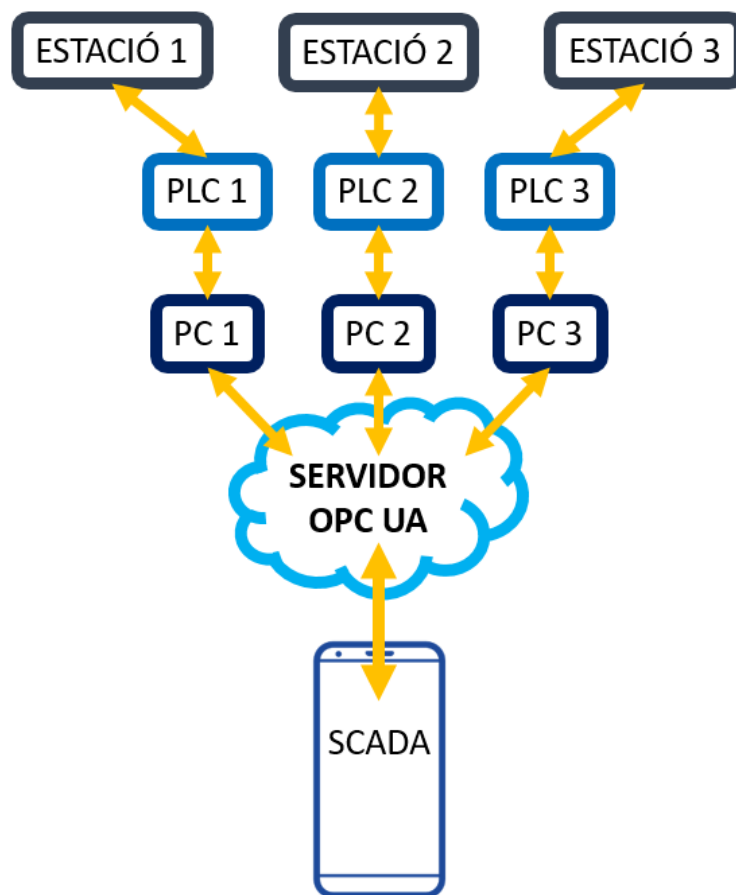 ESTACIÓ 1
ESTACIÓ 2
ESTACIÓ 3
PLC 1
PLC 2
PLC 3
PC 1
PC 2
PC 3
SERVIDOR
OPC UA
SCADA